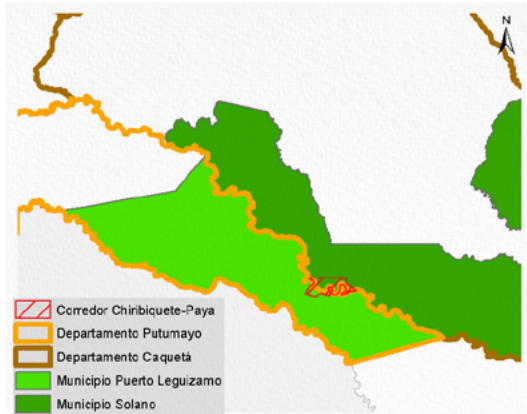 N
Corredor Chiribiquete-Paya
Departamento Putumayo
Departamento Caquetá
Municipio Puerto Leguizamo
Municipio Solano